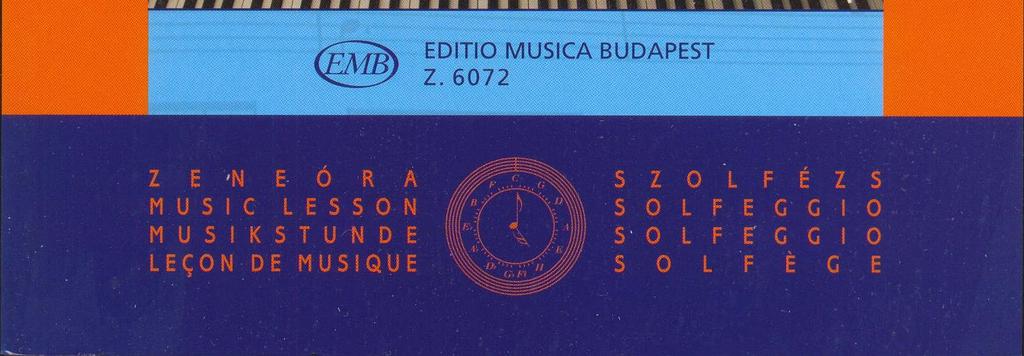 EMB
EDITIO MUSICA BUDAPEST
Z. 6072
ZENEÓRA
MUSIC LESSON
MUSIKSTUNDE
LEÇON DE MUSIQUE
C
G
D
A
E
H
G♭ F♯
D♭
A♭
E♭
B
F
SZOLFÉZS
SOLFEGGIO
SOLFEGGIO
SOLFÈGE